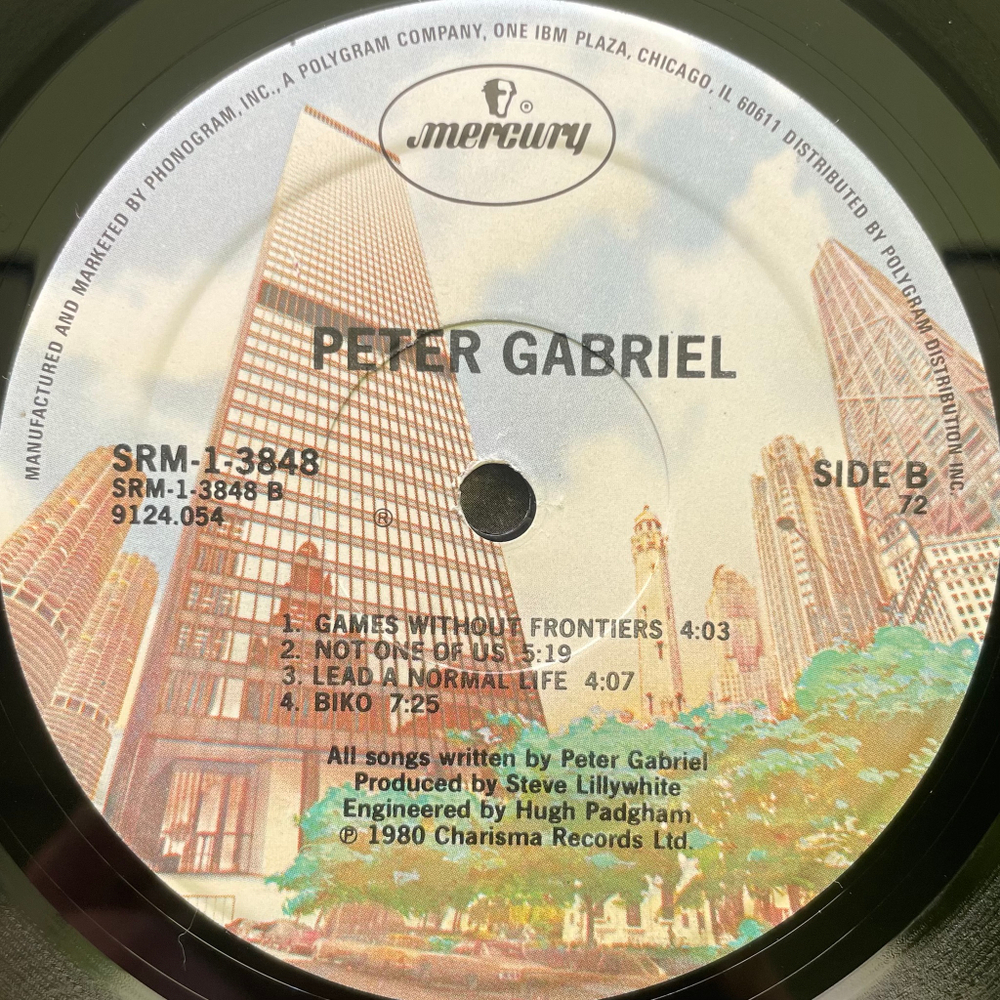 MANUFACTURED AND MARKETED BY PHONOGRAM, INC., A POLYGRAM COMPANY, ONE IBM PLAZA, CHICAGO, IL 60611 DISTRIBUTED BY POLYGRAM DISTRIBUTION INC.
®
mercury
PETER GABRIEL
SRM-1-3848
SRM-1-3848 B
9124.054
®
SIDE B
72
1. GAMES WITHOUT FRONTIERS 4:03
2. NOT ONE OF US 5:19
3. LEAD A NORMAL LIFE 4:07
4. BIKO 7:25
All songs written by Peter Gabriel
Produced by Steve Lillywhite
Engineered by Hugh Padgham
℗ 1980 Charisma Records Ltd.